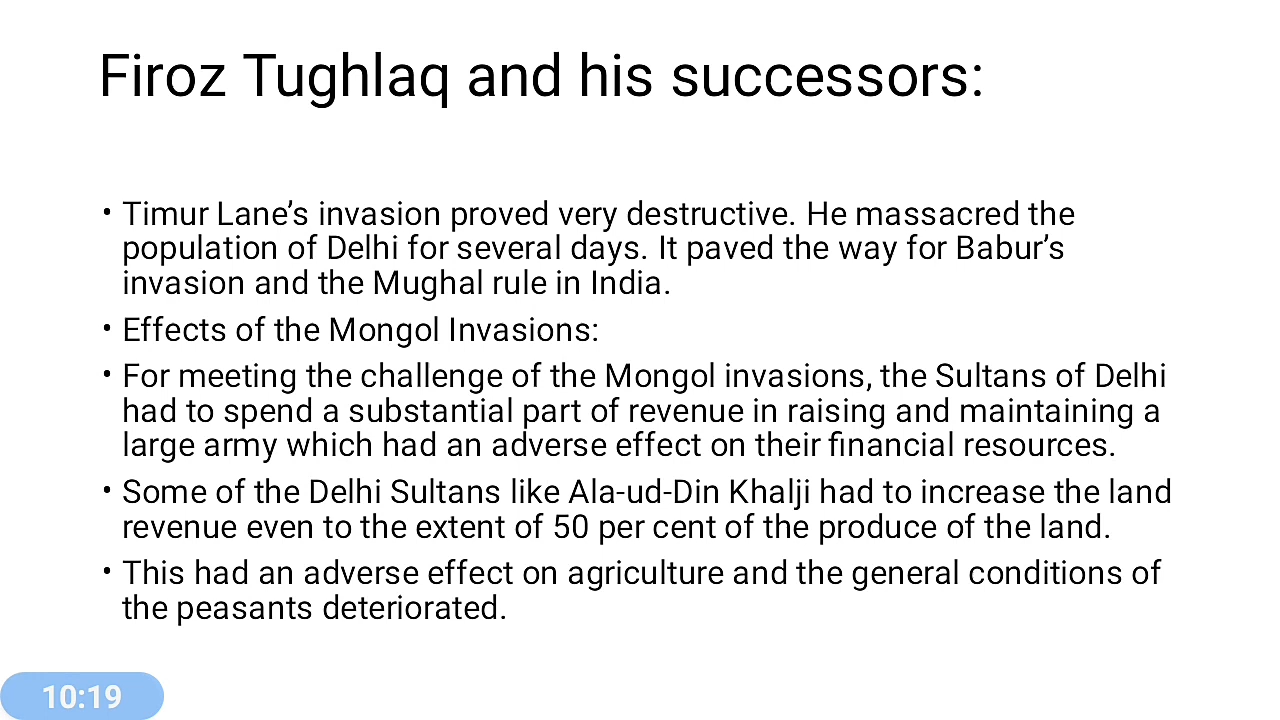 Firoz Tughlaq and his successors:
• Timur Lane’s invasion proved very destructive. He massacred the
population of Delhi for several days. It paved the way for Babur’s
invasion and the Mughal rule in India.
• Effects of the Mongol Invasions:
• For meeting the challenge of the Mongol invasions, the Sultans of Delhi
had to spend a substantial part of revenue in raising and maintaining a
large army which had an adverse effect on their financial resources.
• Some of the Delhi Sultans like Ala-ud-Din Khalji had to increase the land
revenue even to the extent of 50 per cent of the produce of the land.
• This had an adverse effect on agriculture and the general conditions of
the peasants deteriorated.
10:19